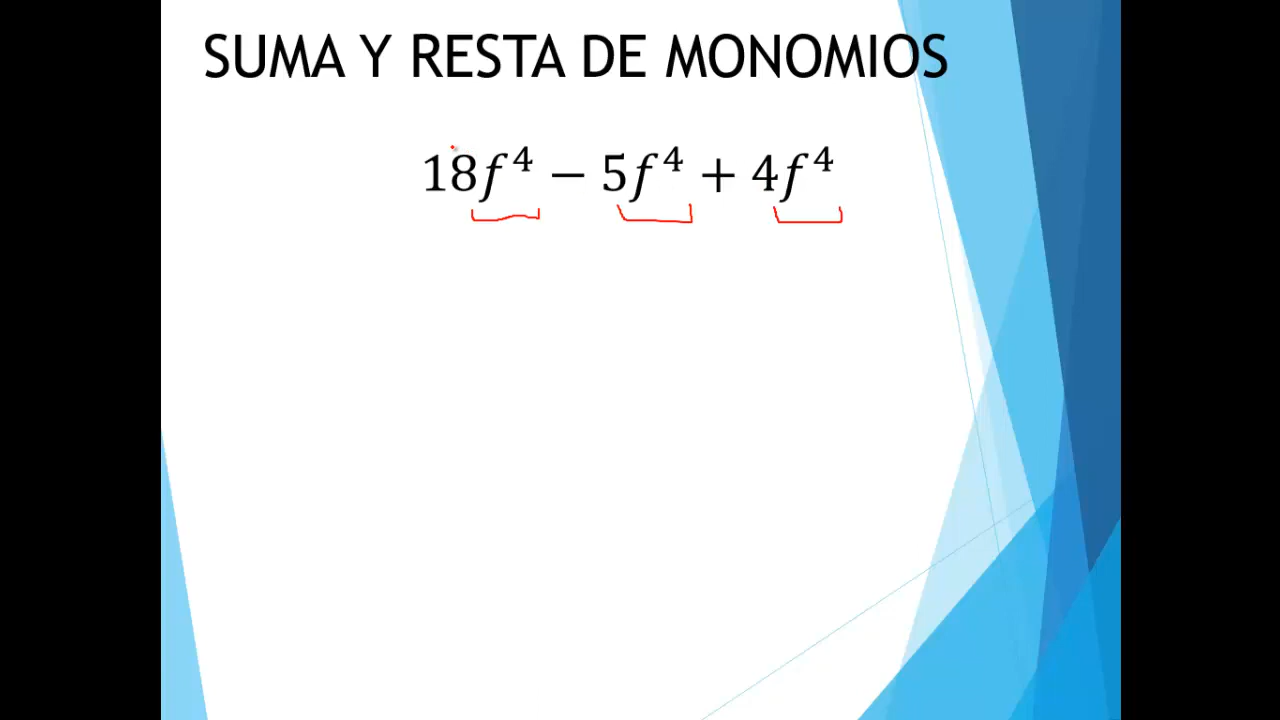 SUMA Y RESTA DE MONOMIOS
18f⁴ − 5f⁴ + 4f⁴